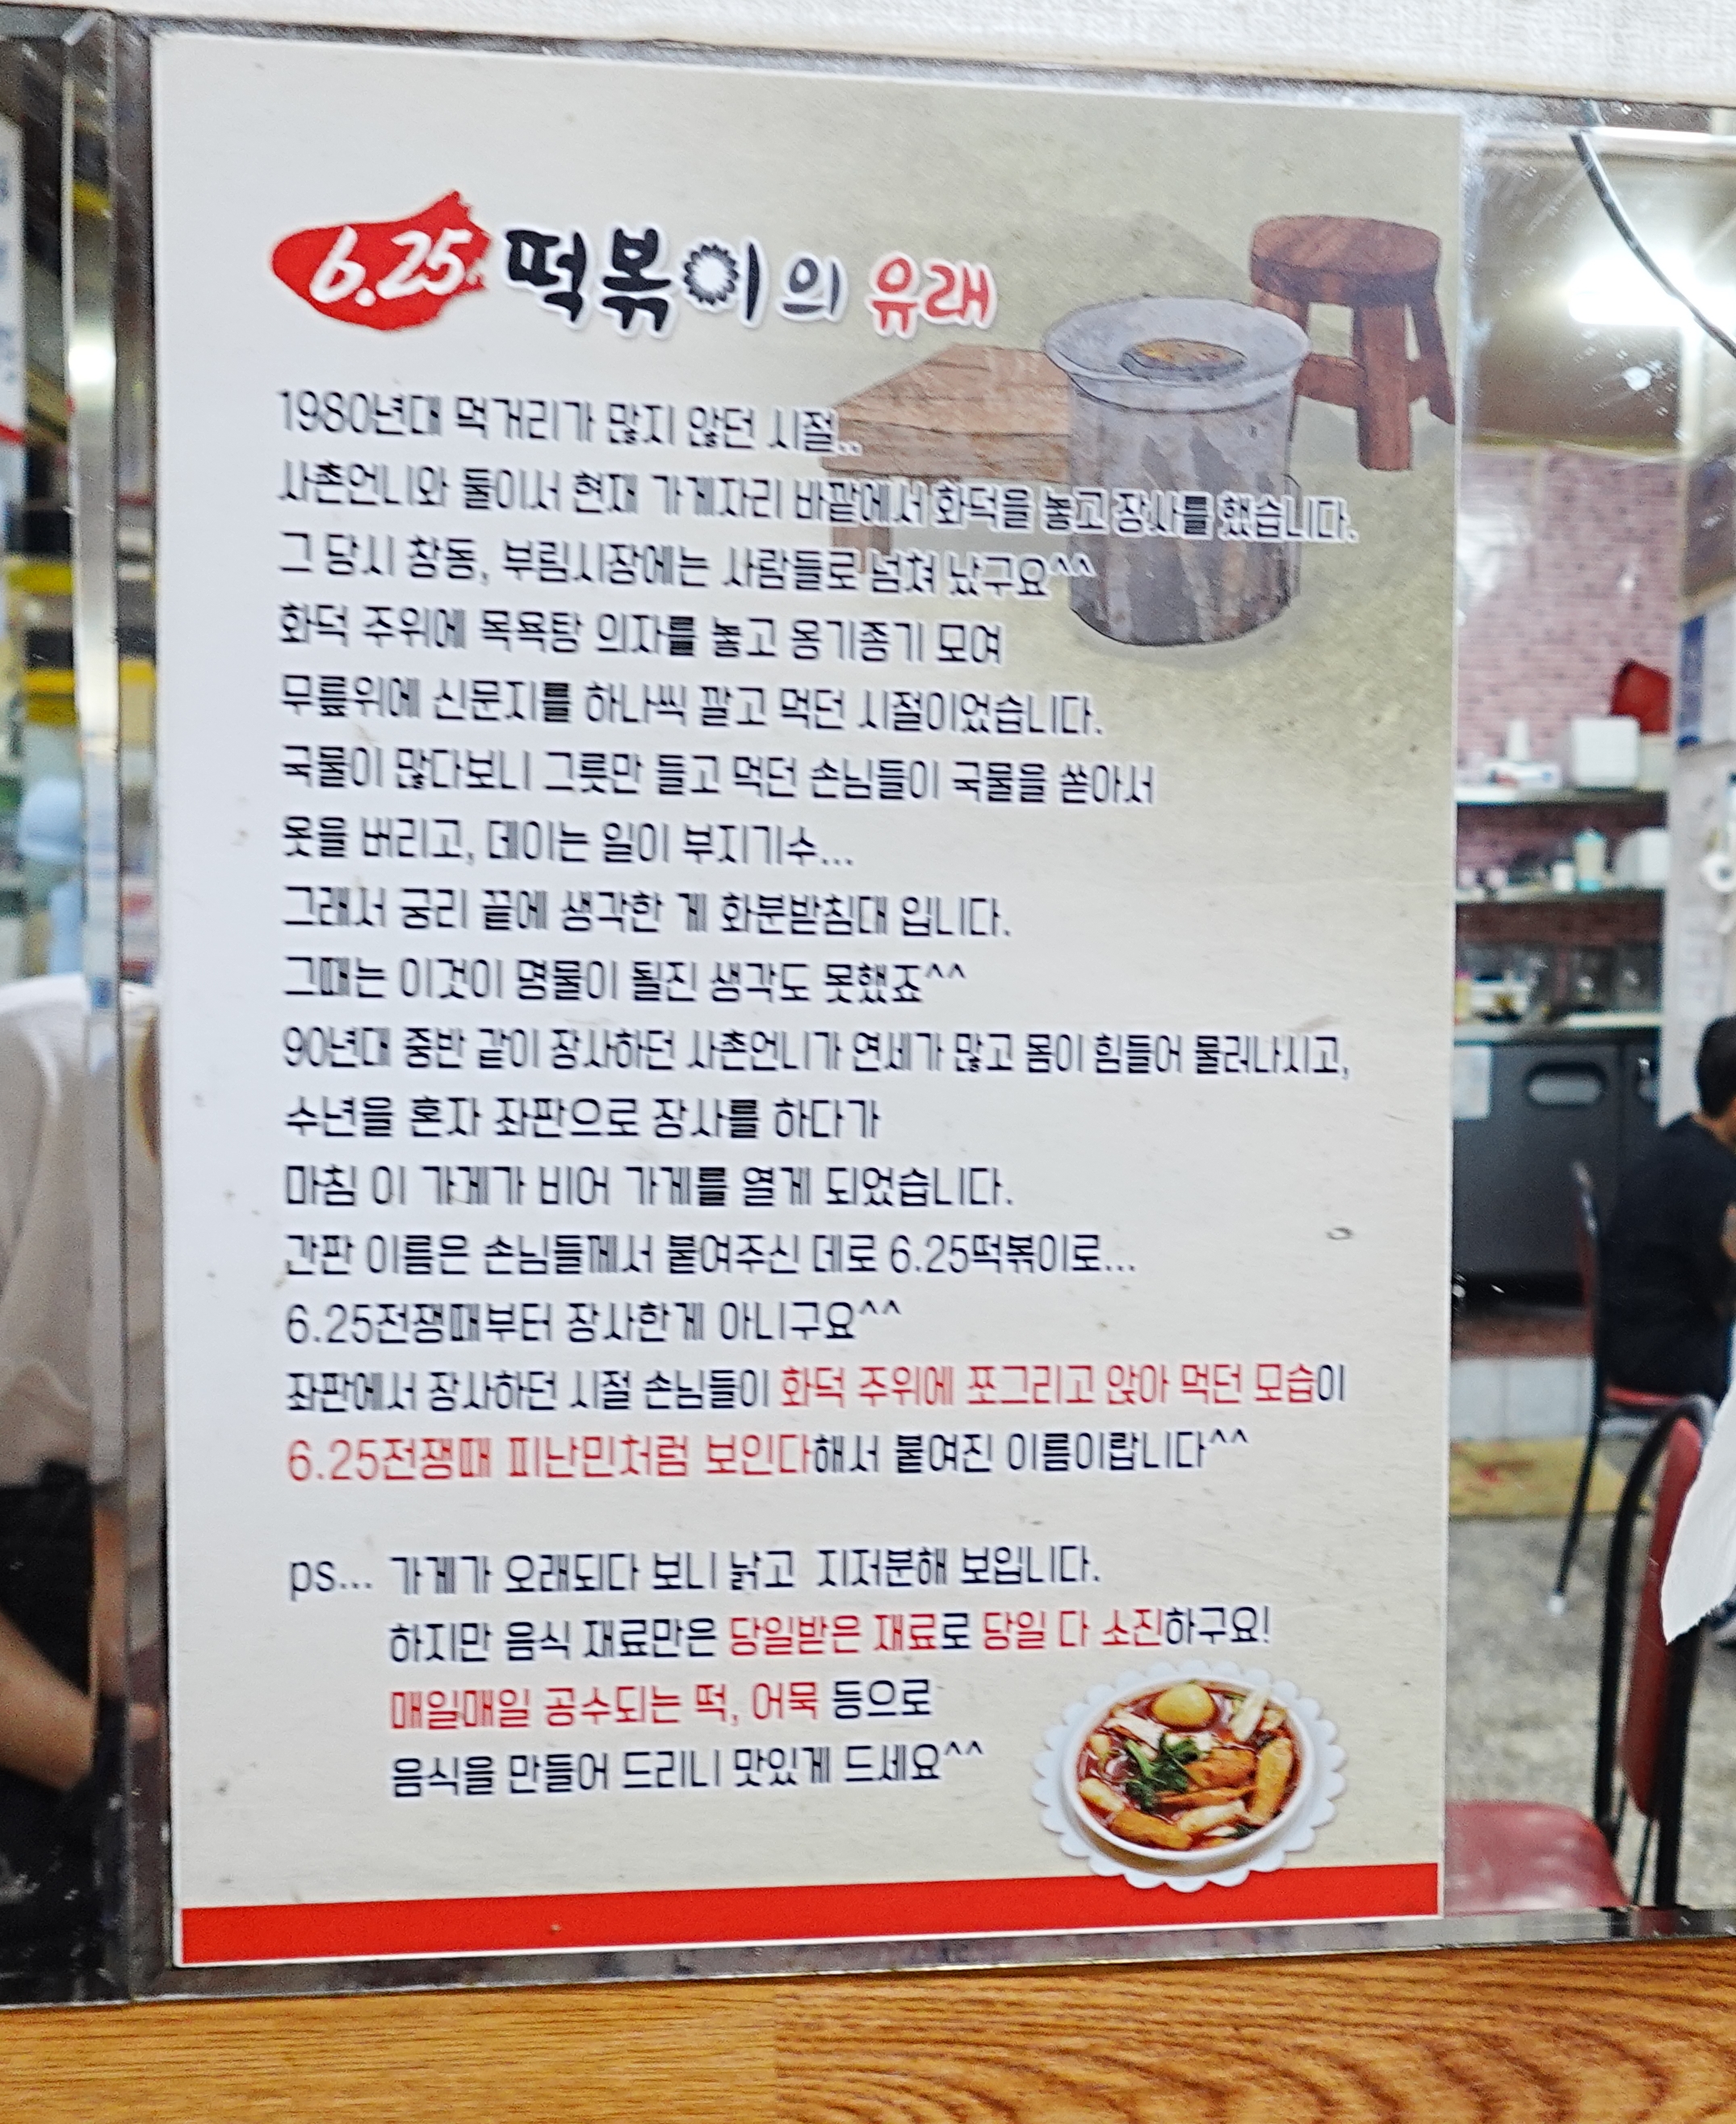 6.25 떡볶이의 유래
1980년대 먹거리가 많지 않던 시절..
사촌언니와 둘이서 현재 가게자리 바깥에서 화덕을 놓고 장사를 했습니다.
그 당시 창동, 부림시장에는 사람들로 넘쳐 났구요^^
화덕 주위에 목욕탕 의자를 놓고 옹기종기 모여
무릎위에 신문지를 하나씩 깔고 먹던 시절이었습니다.
국물이 많다보니 그릇만 들고 먹던 손님들이 국물을 쏟아서
옷을 버리고, 데이는 일이 부지기수...
그래서 궁리 끝에 생각한 게 화분받침대 입니다.
그때는 이것이 명물이 될진 생각도 못했죠^^
90년대 중반 같이 장사하던 사촌언니가 연세가 많고 몸이 힘들어 물러나시고,
수년을 혼자 좌판으로 장사를 하다가
마침 이 가게가 비어 가게를 열게 되었습니다.
간판 이름은 손님들께서 붙여주신 데로 6.25떡볶이로...
6.25전쟁때부터 장사한게 아니구요^^
좌판에서 장사하던 시절 손님들이 화덕 주위에 쪼그리고 앉아 먹던 모습이
6.25전쟁때 피난민처럼 보인다해서 붙여진 이름이랍니다^^
ps... 가게가 오래되다 보니 낡고 지저분해 보입니다.
하지만 음식 재료만은 당일받은 재료로 당일 다 소진하구요!
매일매일 공수되는 떡, 어묵 등으로
음식을 만들어 드리니 맛있게 드세요^^